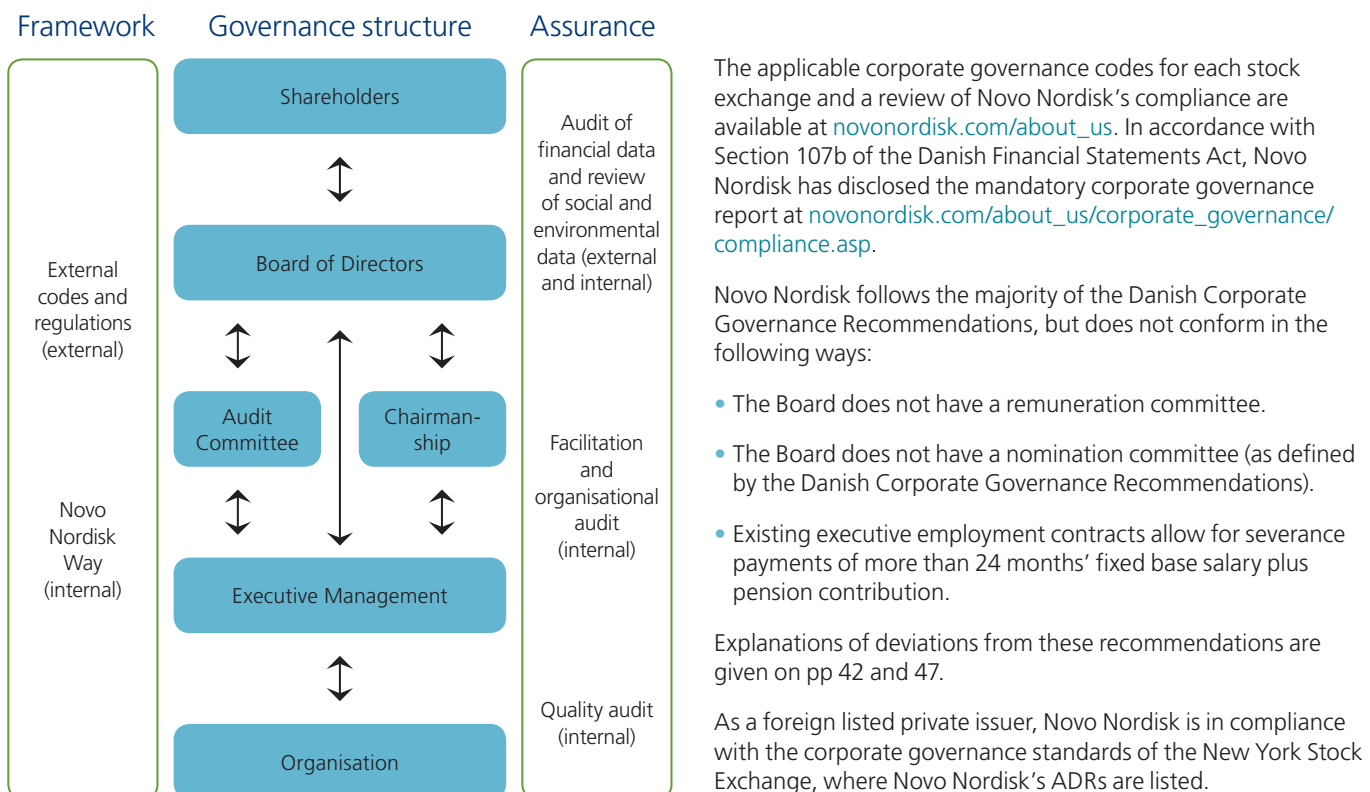 Framework
Governance structure
Assurance
External
codes and
regulations
(external)
Novo
Nordisk
Way
(internal)
Shareholders
Board of Directors
Audit
Committee
Chairman-
ship
Executive Management
Organisation
Audit of
financial data
and review
of social and
environmental
data (external
and internal)
Facilitation
and
organisational
audit
(internal)
Quality audit
(internal)
The applicable corporate governance codes for each stock
exchange and a review of Novo Nordisk’s compliance are
available at novonordisk.com/about_us. In accordance with
Section 107b of the Danish Financial Statements Act, Novo
Nordisk has disclosed the mandatory corporate governance
report at novonordisk.com/about_us/corporate_governance/
compliance.asp.
Novo Nordisk follows the majority of the Danish Corporate
Governance Recommendations, but does not conform in the
following ways:
• The Board does not have a remuneration committee.
• The Board does not have a nomination committee (as defined
by the Danish Corporate Governance Recommendations).
• Existing executive employment contracts allow for severance
payments of more than 24 months’ fixed base salary plus
pension contribution.
Explanations of deviations from these recommendations are
given on pp 42 and 47.
As a foreign listed private issuer, Novo Nordisk is in compliance
with the corporate governance standards of the New York Stock
Exchange, where Novo Nordisk’s ADRs are listed.